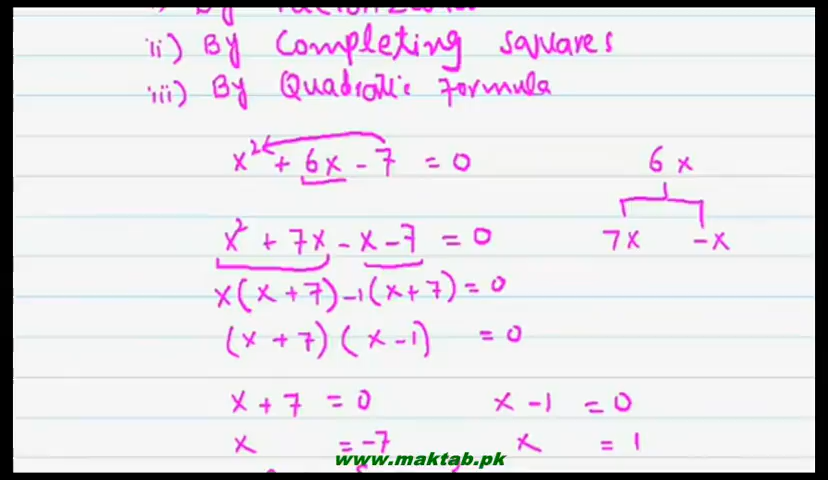 i) By
ii) By Completing squares
iii) By Quadratic Formula
x² + 6x - 7 = 0
6x
x² + 7x - x - 7 = 0
7x -x
x(x + 7) -1(x + 7) = 0
(x + 7) (x - 1) = 0
x + 7 = 0 x - 1 = 0
x = -7 x = 1
www.maktab.pk